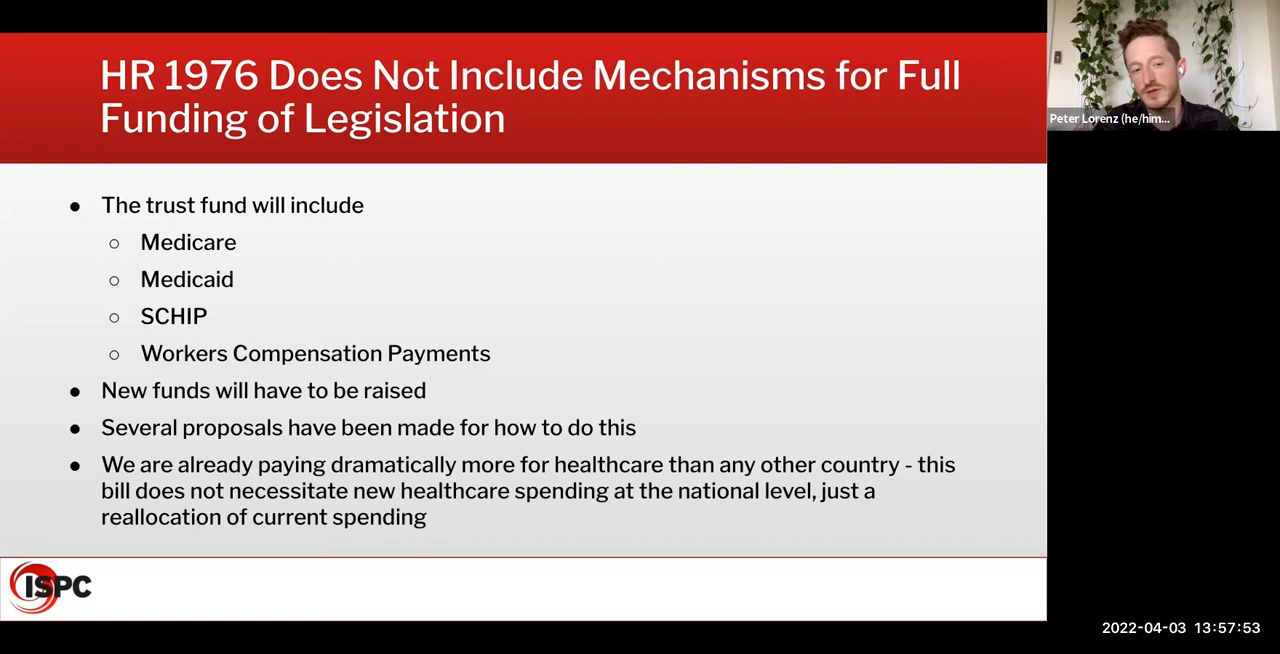 HR 1976 Does Not Include Mechanisms for Full
Funding of Legislation
Peter Lorenz (he/him...
● The trust fund will include
○ Medicare
○ Medicaid
○ SCHIP
○ Workers Compensation Payments
● New funds will have to be raised
● Several proposals have been made for how to do this
● We are already paying dramatically more for healthcare than any other country - this
bill does not necessitate new healthcare spending at the national level, just a
reallocation of current spending
ISPC
2022-04-03 13:57:53